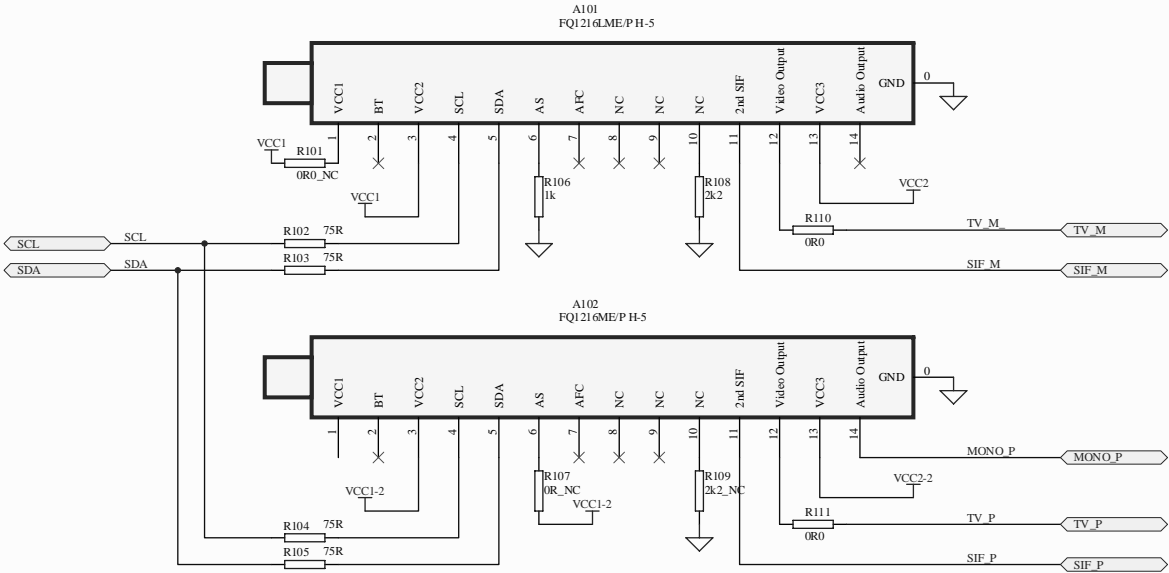 A101
FQ1216LME/P H-5
VCC1
BT
VCC2
SCL
SDA
AS
AFC
NC
NC
NC
2nd SIF
Video Output
VCC3
Audio Output
GND
0
1
2
3
4
5
6
7
8
9
10
11
12
13
14
VCC1
R101
0R0_NC
VCC1
R106
1k
R108
2k2
VCC2
R110
0R0
TV_M_
TV_M
SCL
SCL
R102 75R
SDA
SDA
R103 75R
SIF_M
SIF_M
A102
FQ1216ME/P H-5
VCC1
BT
VCC2
SCL
SDA
AS
AFC
NC
NC
NC
2nd SIF
Video Output
VCC3
Audio Output
GND
0
1
2
3
4
5
6
7
8
9
10
11
12
13
14
MONO_P
MONO_P
VCC1-2
R107
0R_NC
VCC1-2
R109
2k2_NC
VCC2-2
R111
0R0
TV_P
TV_P
R104 75R
R105 75R
SIF_P
SIF_P